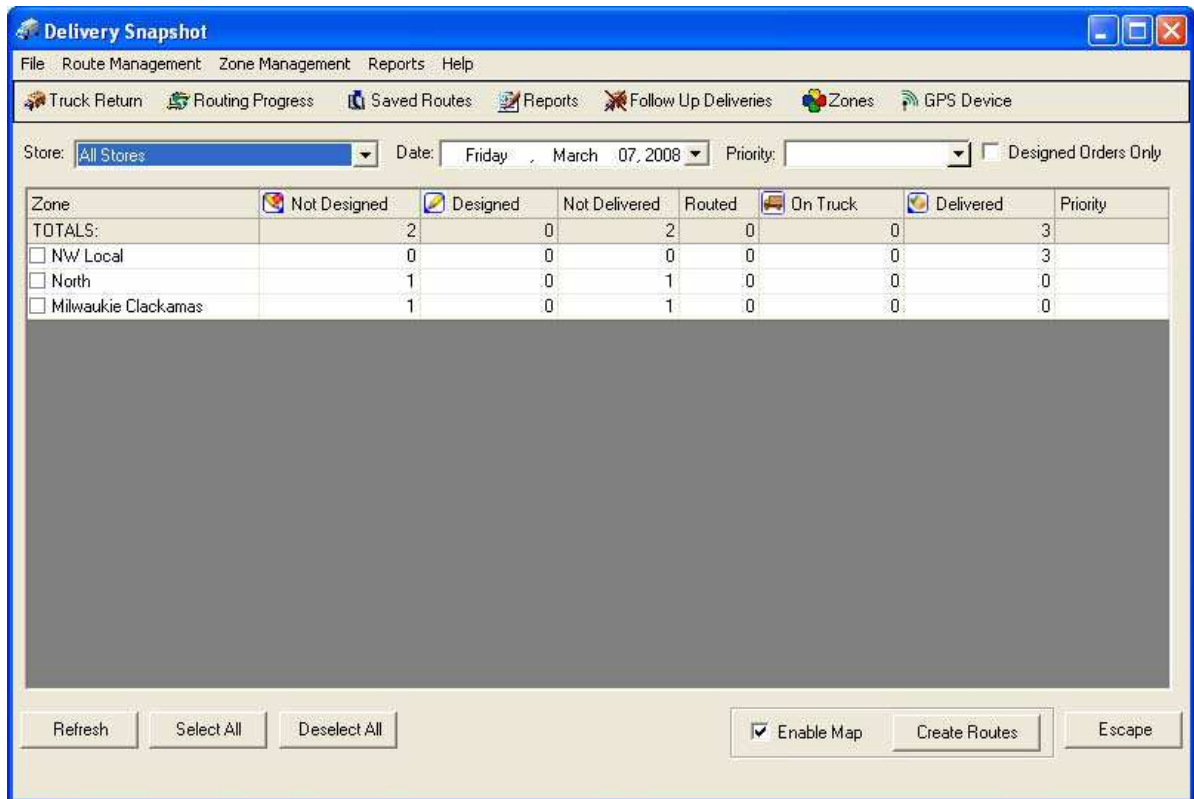 Delivery Snapshot
File Route Management Zone Management Reports Help
Truck Return Routing Progress Saved Routes Reports Follow Up Deliveries Zones GPS Device
Store: All Stores Date: Friday , March 07, 2008 Priority: Designed Orders Only
Zone Not Designed Designed Not Delivered Routed On Truck Delivered Priority
TOTALS: 2 0 2 0 0 3
NW Local 0 0 0 0 0 3
North 1 0 1 0 0 0
Milwaukie Clackamas 1 0 1 0 0 0
Refresh Select All Deselect All Enable Map Create Routes Escape